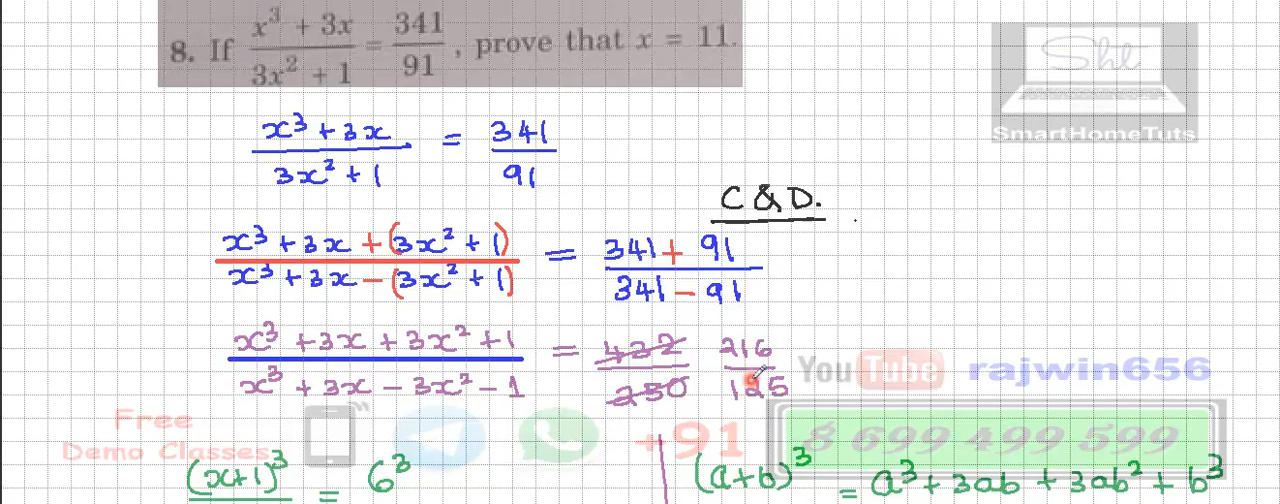 8. If (x³ + 3x)/(3x² + 1) = 341/91, prove that x = 11.
Sht
SmartHomeTuts
(x³ + 3x)/(3x² + 1) = 341/91
C & D.
(x³ + 3x + (3x² + 1))/(x³ + 3x − (3x² + 1)) = (341 + 91)/(341 − 91)
(x³ + 3x + 3x² + 1)/(x³ + 3x − 3x² − 1) = 432/250 216/125
YouTube rajwin656
Free
Demo Classes
+91 8 699 499 599
(x+1)³ = 6³
(a+b)³ = a³ + 3ab + 3ab² + b³